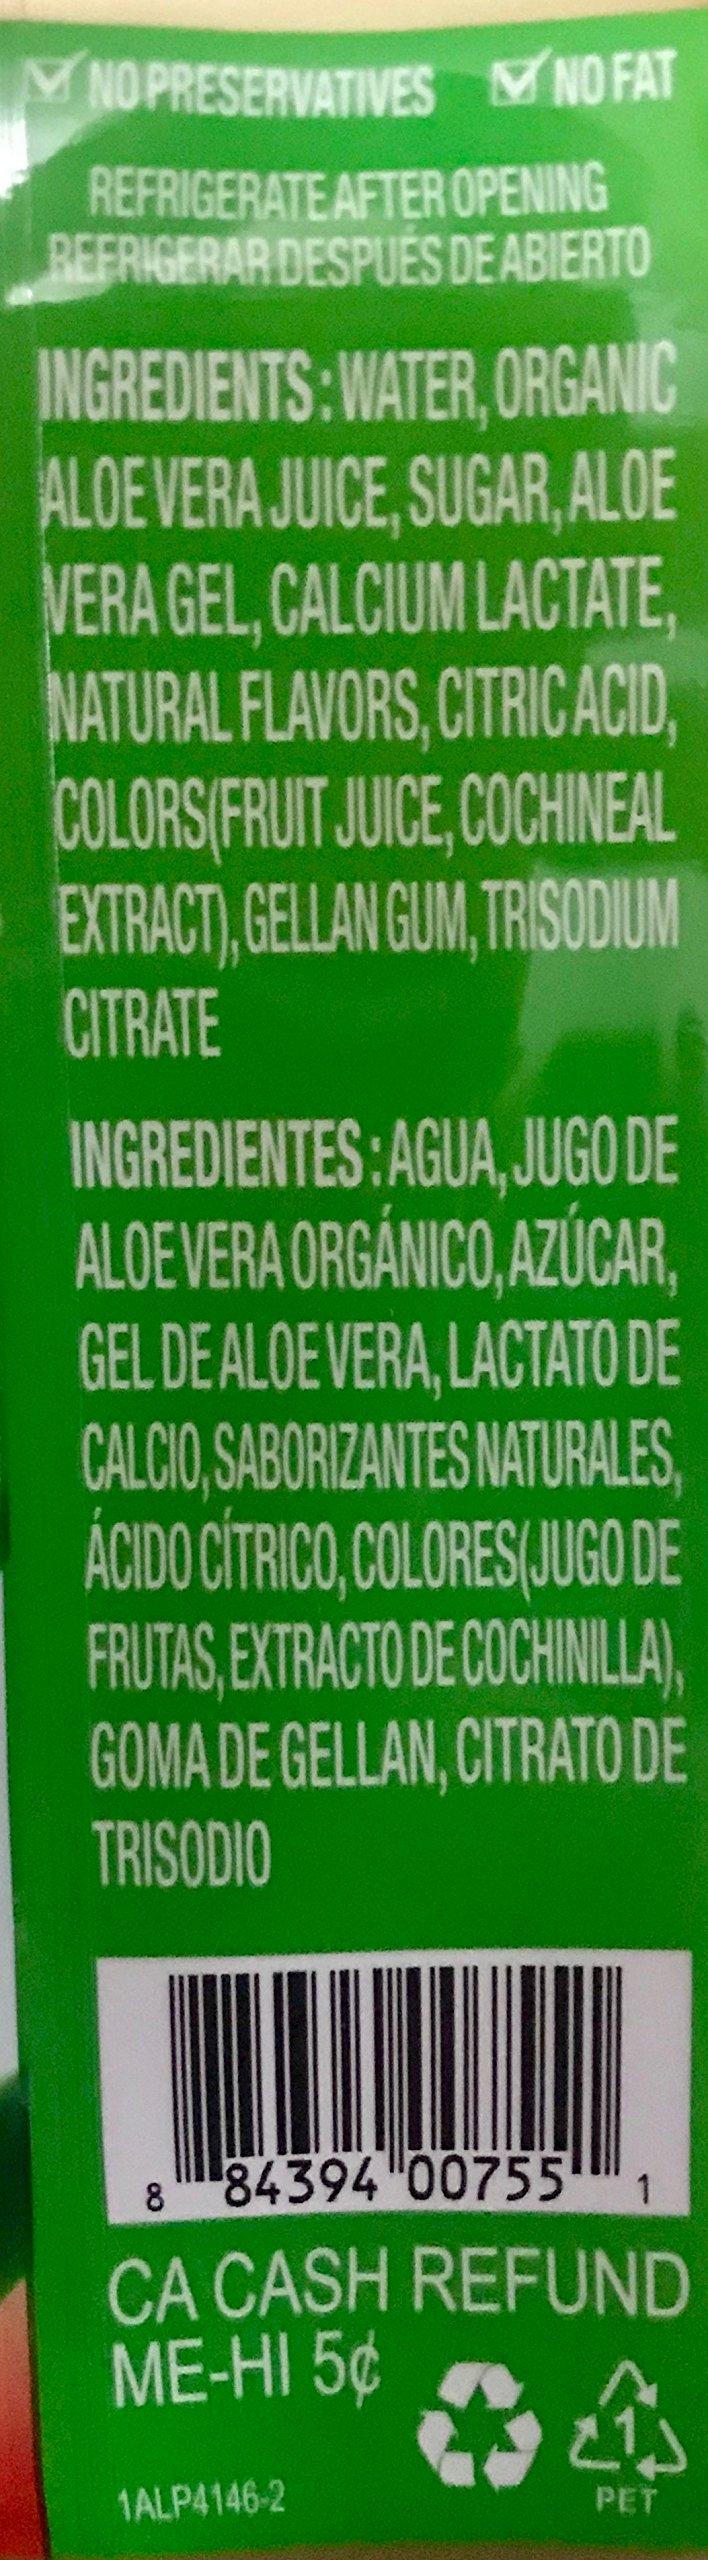 NO PRESERVATIVES NO FAT
REFRIGERATE AFTER OPENING
REFRIGERAR DESPUÉS DE ABIERTO
INGREDIENTS : WATER, ORGANIC
ALOE VERA JUICE, SUGAR, ALOE
VERA GEL, CALCIUM LACTATE,
NATURAL FLAVORS, CITRIC ACID,
COLORS(FRUIT JUICE, COCHINEAL
EXTRACT), GELLAN GUM, TRISODIUM
CITRATE
INGREDIENTES : AGUA, JUGO DE
ALOE VERA ORGÁNICO, AZÚCAR,
GEL DE ALOE VERA, LACTATO DE
CALCIO, SABORIZANTES NATURALES,
ÁCIDO CÍTRICO, COLORES(JUGO DE
FRUTAS, EXTRACTO DE COCHINILLA),
GOMA DE GELLAN, CITRATO DE
TRISODIO
8 84394 00755 1
CA CASH REFUND
ME-HI 5¢
1
PET
1ALP4146-2